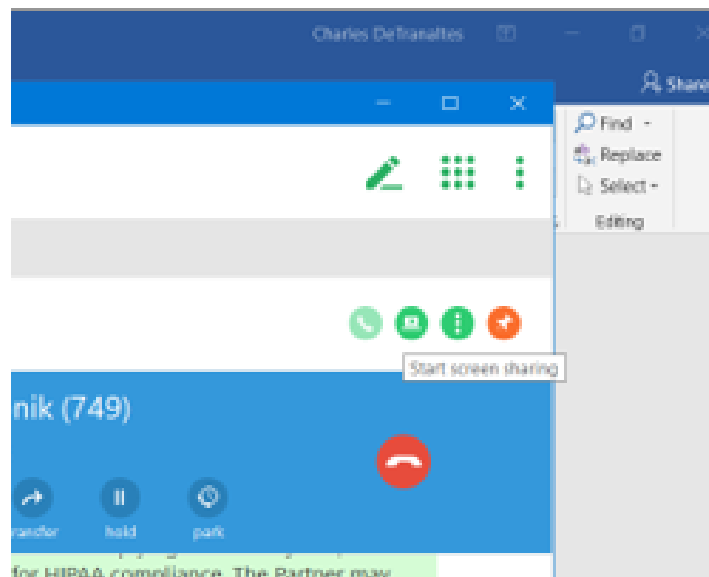 Charles DeTranaltes
Share
Find
Replace
Select
Editing
Start screen sharing
nik (749)
transfer
hold
park
for HIPAA compliance. The Partner may